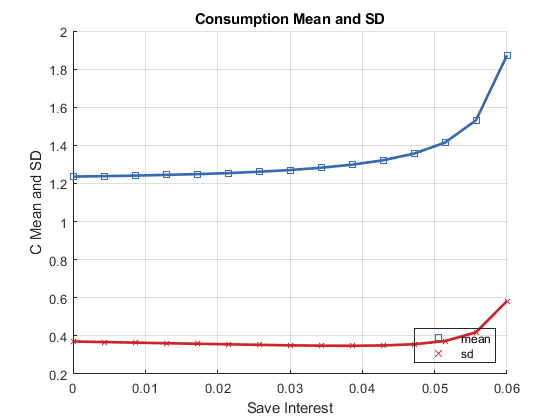 Consumption Mean and SD
2
1.8
1.6
1.4
1.2
1
0.8
0.6
0.4
0.2
C Mean and SD
mean
sd
0 0.01 0.02 0.03 0.04 0.05 0.06
Save Interest